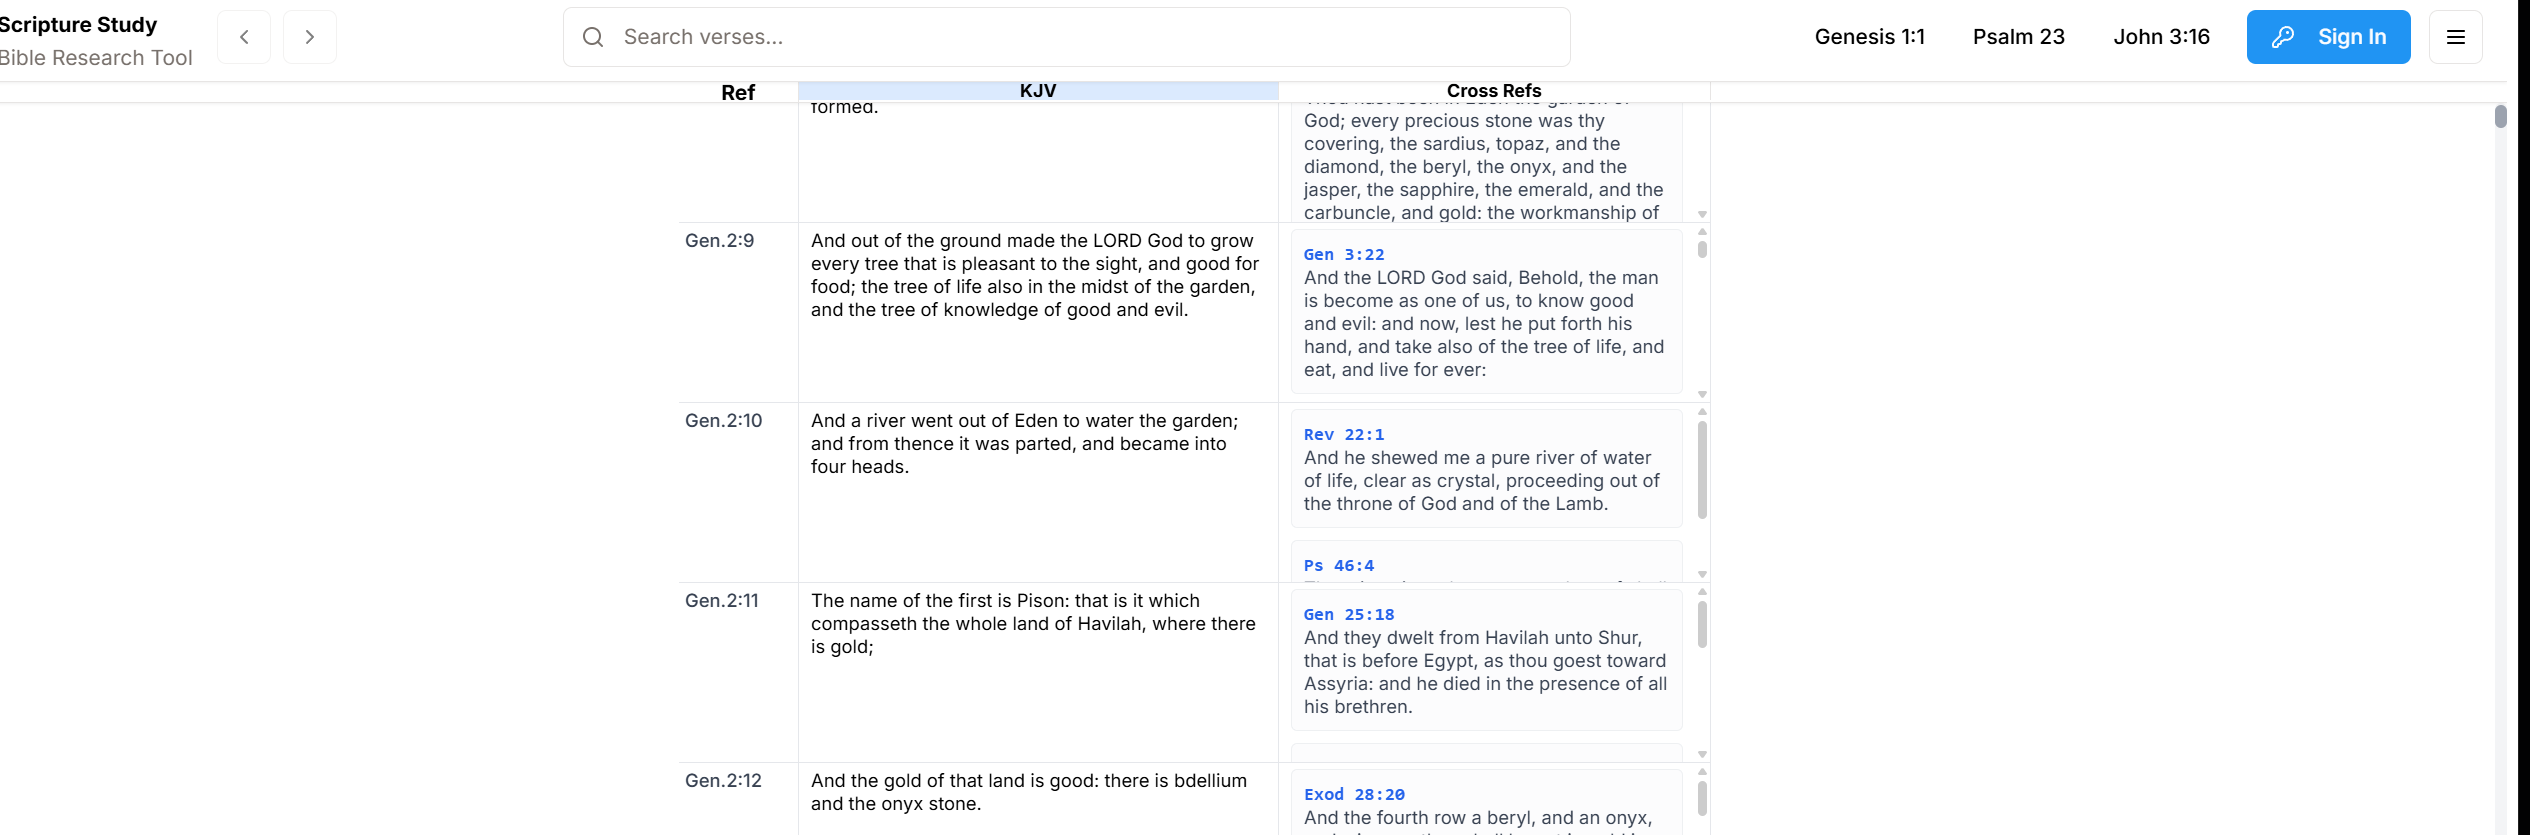 Scripture Study
Bible Research Tool
Search verses...
Genesis 1:1
Psalm 23
John 3:16
Sign In
Ref
KJV
Cross Refs
formed.
Thou hast been in Eden the garden of
God; every precious stone was thy
covering, the sardius, topaz, and the
diamond, the beryl, the onyx, and the
jasper, the sapphire, the emerald, and the
carbuncle, and gold: the workmanship of
Gen.2:9
And out of the ground made the LORD God to grow
every tree that is pleasant to the sight, and good for
food; the tree of life also in the midst of the garden,
and the tree of knowledge of good and evil.
Gen 3:22
And the LORD God said, Behold, the man
is become as one of us, to know good
and evil: and now, lest he put forth his
hand, and take also of the tree of life, and
eat, and live for ever:
Gen.2:10
And a river went out of Eden to water the garden;
and from thence it was parted, and became into
four heads.
Rev 22:1
And he shewed me a pure river of water
of life, clear as crystal, proceeding out of
the throne of God and of the Lamb.
Ps 46:4
Gen.2:11
The name of the first is Pison: that is it which
compasseth the whole land of Havilah, where there
is gold;
Gen 25:18
And they dwelt from Havilah unto Shur,
that is before Egypt, as thou goest toward
Assyria: and he died in the presence of all
his brethren.
Gen.2:12
And the gold of that land is good: there is bdellium
and the onyx stone.
Exod 28:20
And the fourth row a beryl, and an onyx,